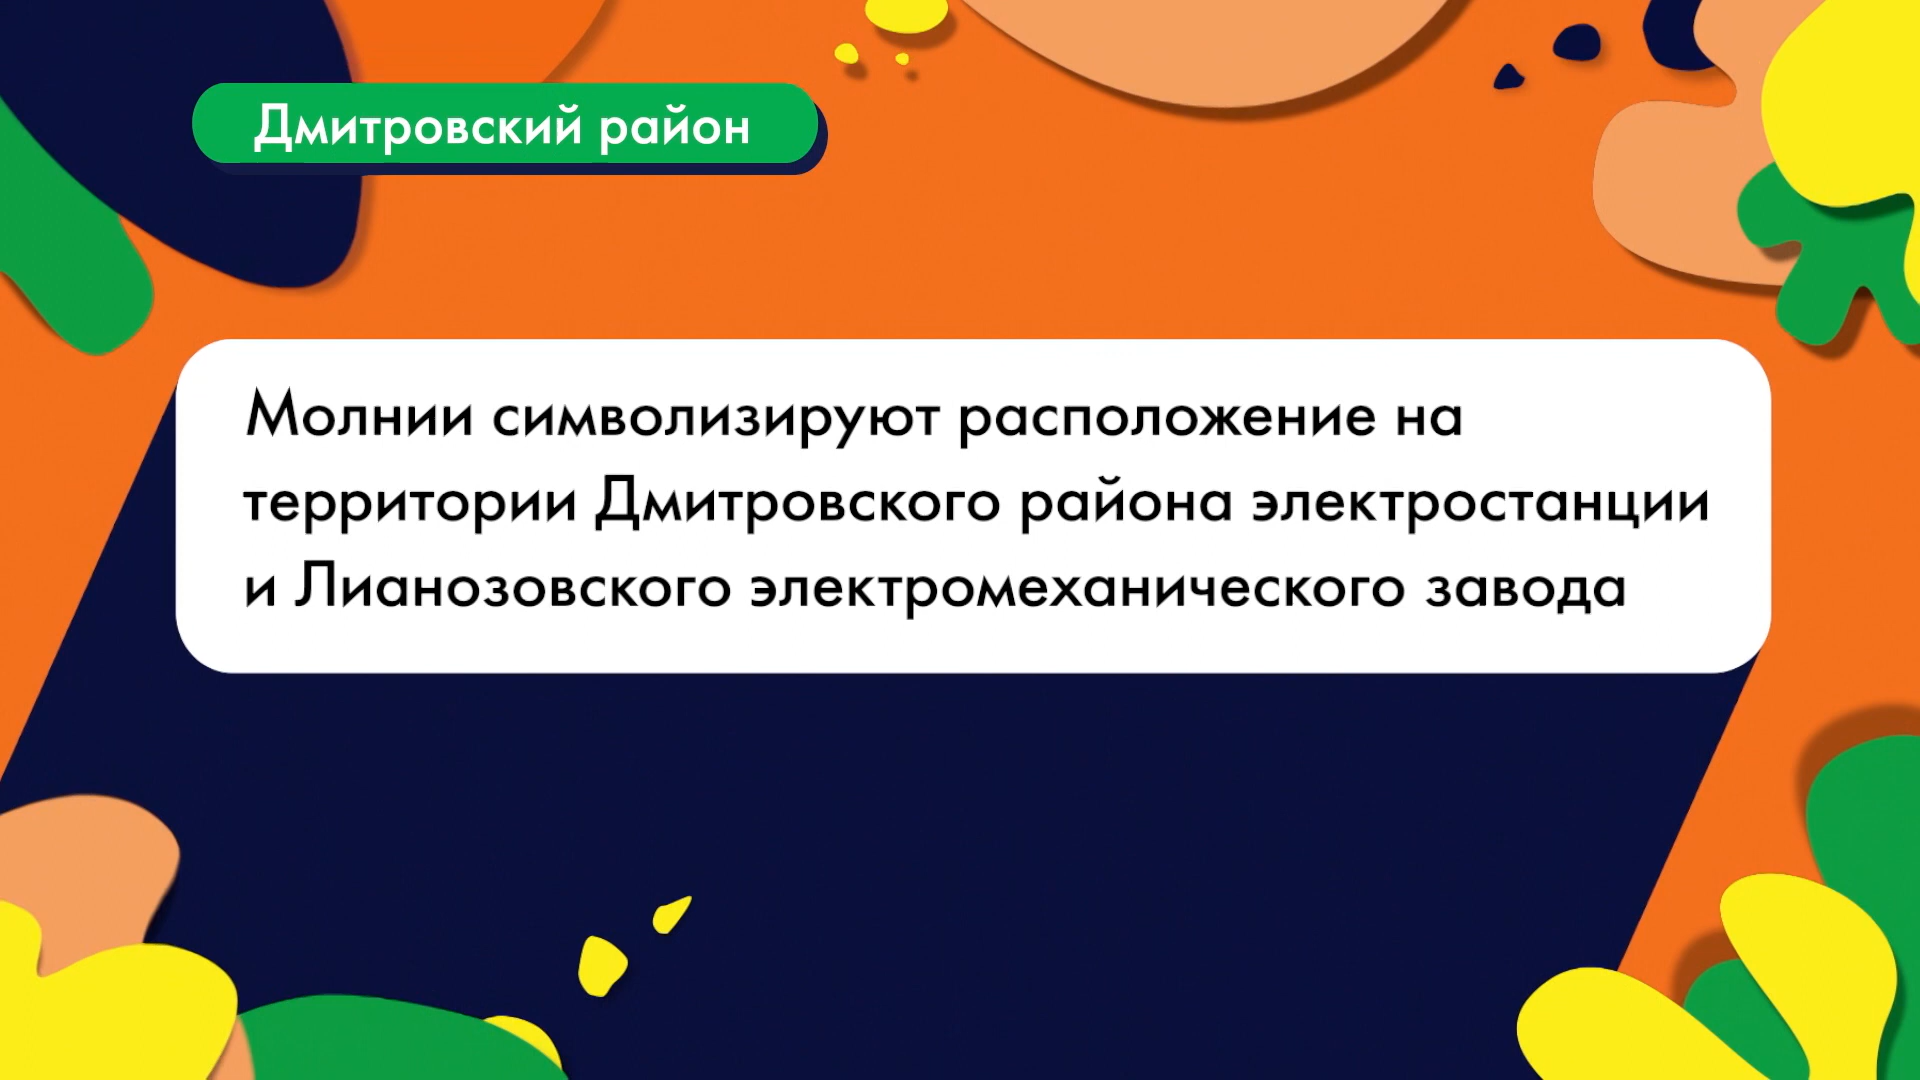 Дмитровский район
Молнии символизируют расположение на
территории Дмитровского района электростанции
и Лианозовского электромеханического завода